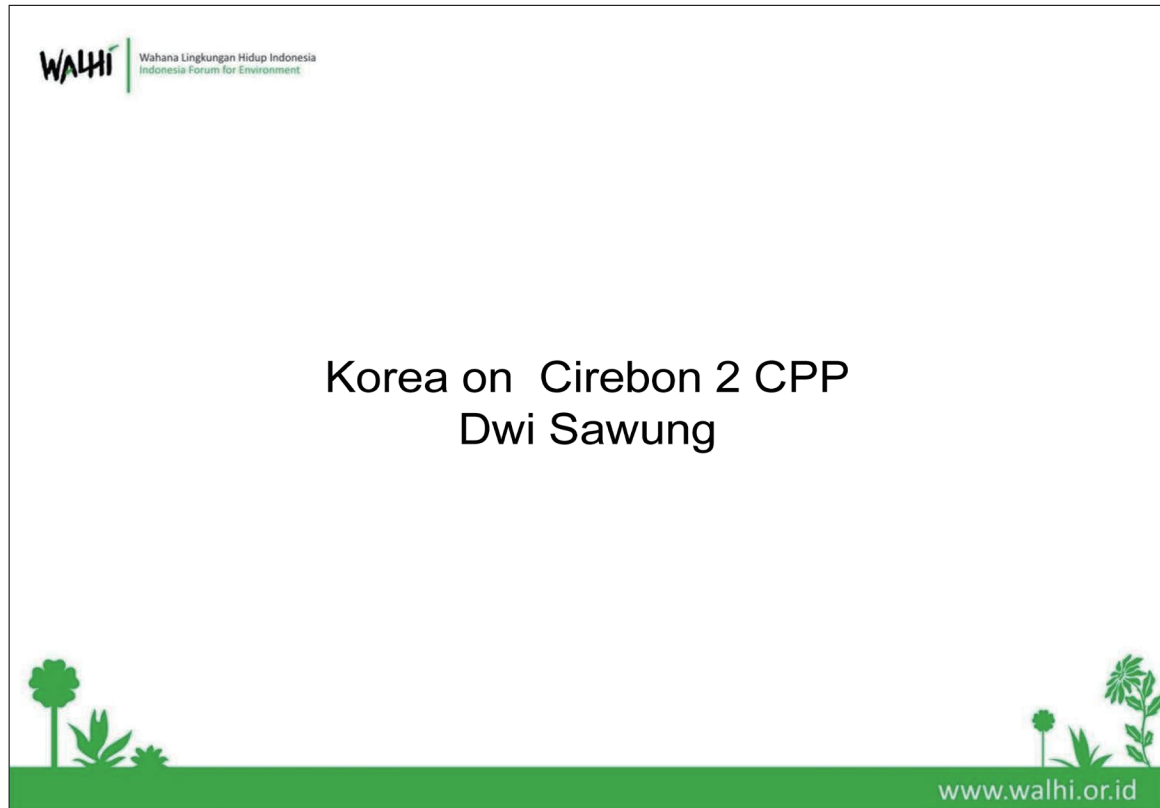 WALHI
Wahana Lingkungan Hidup Indonesia
Indonesia Forum for Environment
Korea on  Cirebon 2 CPP
Dwi Sawung
www.walhi.or.id